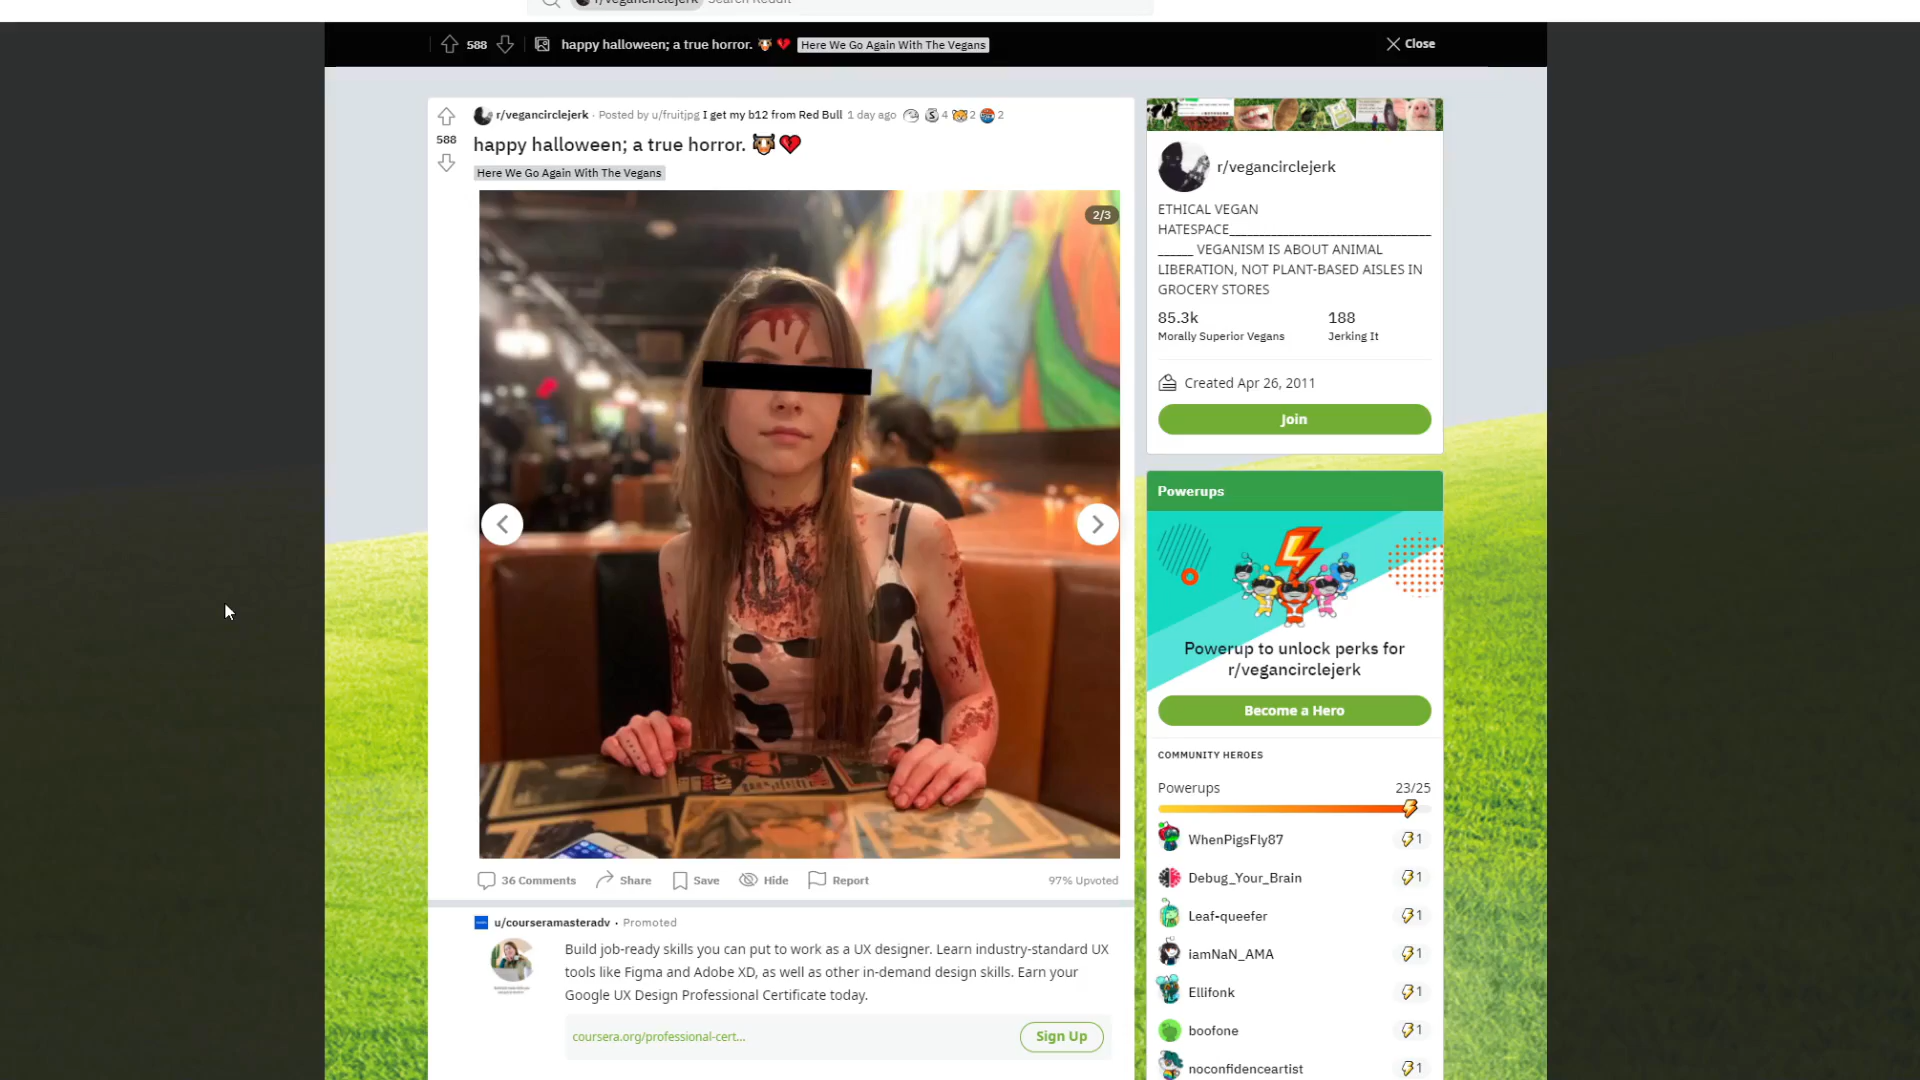 r/vegancirclejerk Search Reddit
588 happy halloween; a true horror. Here We Go Again With The Vegans Close
r/vegancirclejerk · Posted by u/fruitjpg I get my b12 from Red Bull 1 day ago 4 2 2
588
happy halloween; a true horror.
Here We Go Again With The Vegans
2/3
36 Comments Share Save Hide Report 97% Upvoted
u/courseramasteradv · Promoted
Build job-ready skills you can put to work as a UX designer. Learn industry-standard UX
tools like Figma and Adobe XD, as well as other in-demand design skills. Earn your
Google UX Design Professional Certificate today.
coursera.org/professional-cert...
Sign Up
r/vegancirclejerk
ETHICAL VEGAN
HATESPACE__________________________________
______ VEGANISM IS ABOUT ANIMAL
LIBERATION, NOT PLANT-BASED AISLES IN
GROCERY STORES
85.3k 188
Morally Superior Vegans Jerking It
Created Apr 26, 2011
Join
Powerups
Powerup to unlock perks for
r/vegancirclejerk
Become a Hero
COMMUNITY HEROES
Powerups 23/25
WhenPigsFly87 1
Debug_Your_Brain 1
Leaf-queefer 1
iamNaN_AMA 1
Ellifonk 1
boofone 1
noconfidenceartist 1